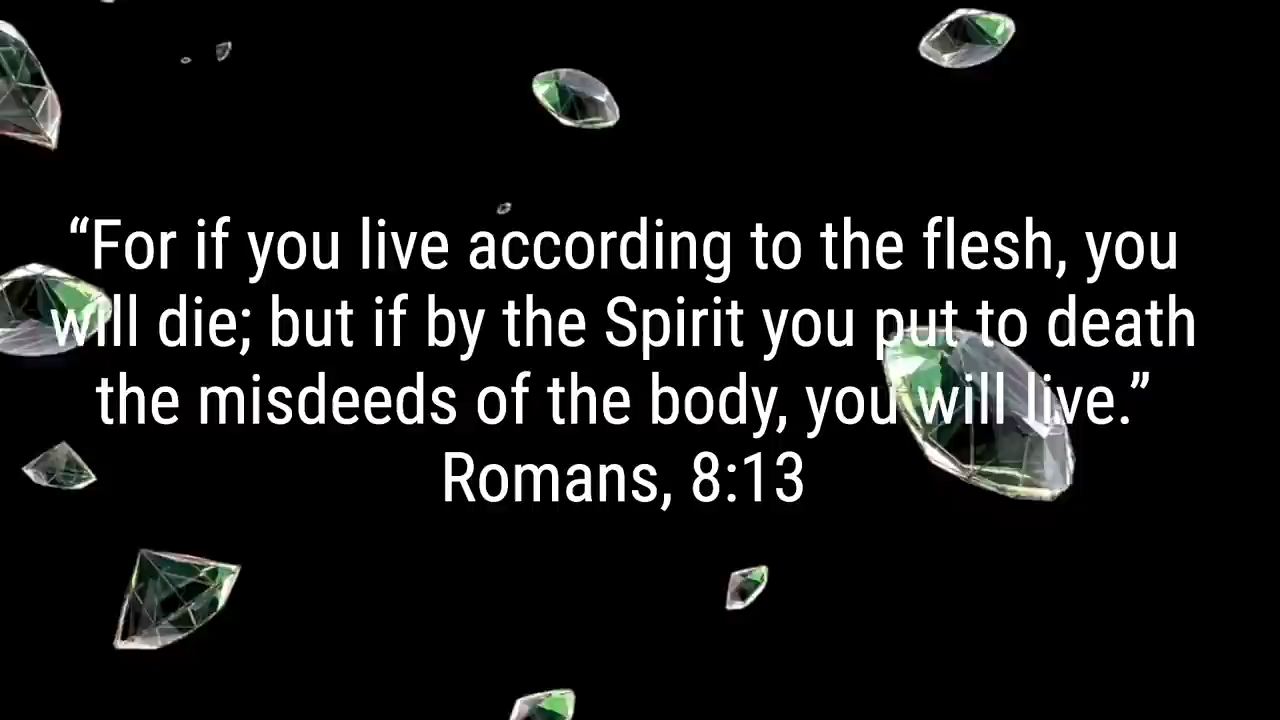 “For if you live according to the flesh, you
will die; but if by the Spirit you put to death
the misdeeds of the body, you will live.”
Romans, 8:13